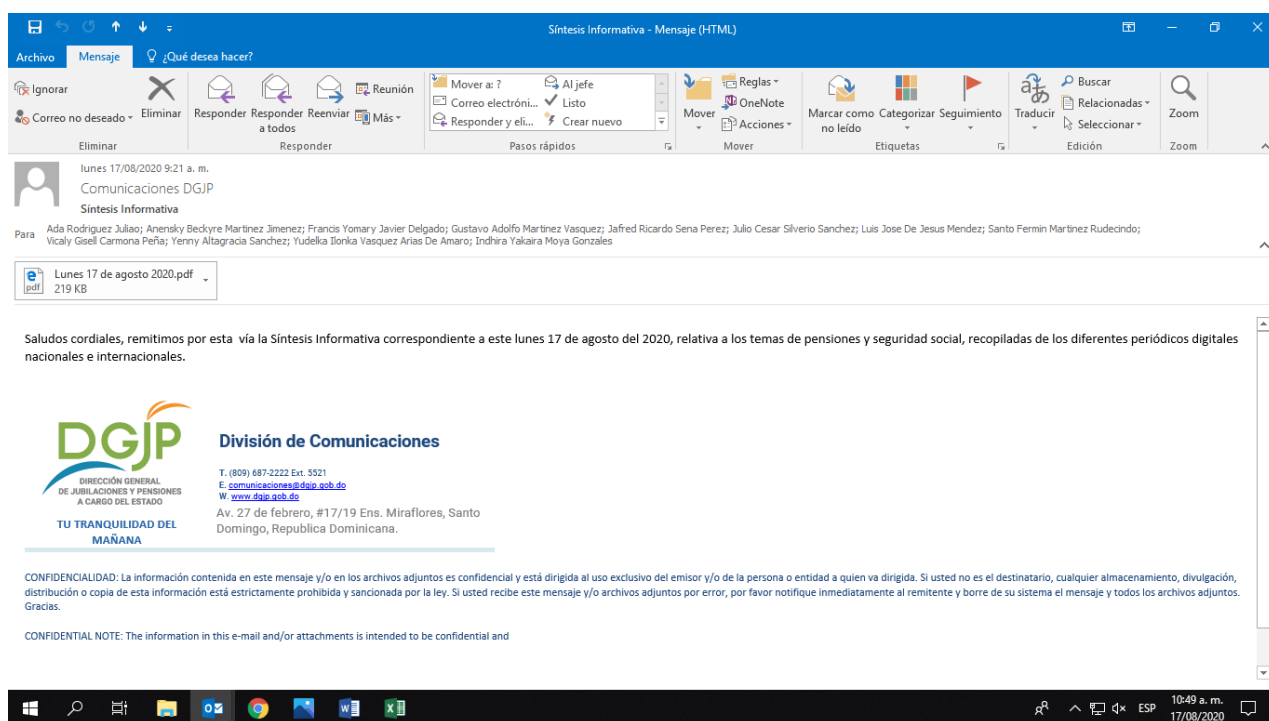 Síntesis Informativa - Mensaje (HTML)
Archivo Mensaje ¿Qué desea hacer?
Ignorar
Correo no deseado
Eliminar
Eliminar
Responder Responder a todos Reenviar
Reunión
Más
Responder
Mover a: ?
Correo electróni...
Responder y eli...
Al jefe
Listo
Crear nuevo
Pasos rápidos
Mover
Reglas
OneNote
Acciones
Mover
Marcar como no leído
Categorizar
Seguimiento
Etiquetas
Traducir
Buscar
Relacionadas
Seleccionar
Edición
Zoom
Zoom
lunes 17/08/2020 9:21 a. m.
Comunicaciones DGJP
Síntesis Informativa
Para Ada Rodriguez Juliao; Anensky Beckyre Martinez Jimenez; Francis Yomary Javier Delgado; Gustavo Adolfo Martinez Vasquez; Jafred Ricardo Sena Perez; Julio Cesar Silverio Sanchez; Luis Jose De Jesus Mendez; Santo Fermin Martinez Rudecindo;
Vicaly Gisell Carmona Peña; Yenny Altagracia Sanchez; Yudelka Ilonka Vasquez Arias De Amaro; Indhira Yakaira Moya Gonzales
pdf
Lunes 17 de agosto 2020.pdf
219 KB
Saludos cordiales, remitimos por esta vía la Síntesis Informativa correspondiente a este lunes 17 de agosto del 2020, relativa a los temas de pensiones y seguridad social, recopiladas de los diferentes periódicos digitales
nacionales e internacionales.
DGJP
DIRECCIÓN GENERAL
DE JUBILACIONES Y PENSIONES
A CARGO DEL ESTADO
TU TRANQUILIDAD DEL
MAÑANA
División de Comunicaciones
T. (809) 687-2222 Ext. 5521
E. comunicaciones@dgjp.gob.do
W. www.dgjp.gob.do
Av. 27 de febrero, #17/19 Ens. Miraflores, Santo
Domingo, Republica Dominicana.
CONFIDENCIALIDAD: La información contenida en este mensaje y/o en los archivos adjuntos es confidencial y está dirigida al uso exclusivo del emisor y/o de la persona o entidad a quien va dirigida. Si usted no es el destinatario, cualquier almacenamiento, divulgación,
distribución o copia de esta información está estrictamente prohibida y sancionada por la ley. Si usted recibe este mensaje y/o archivos adjuntos por error, por favor notifique inmediatamente al remitente y borre de su sistema el mensaje y todos los archivos adjuntos.
Gracias.
CONFIDENTIAL NOTE: The information in this e-mail and/or attachments is intended to be confidential and
ESP
10:49 a. m.
17/08/2020